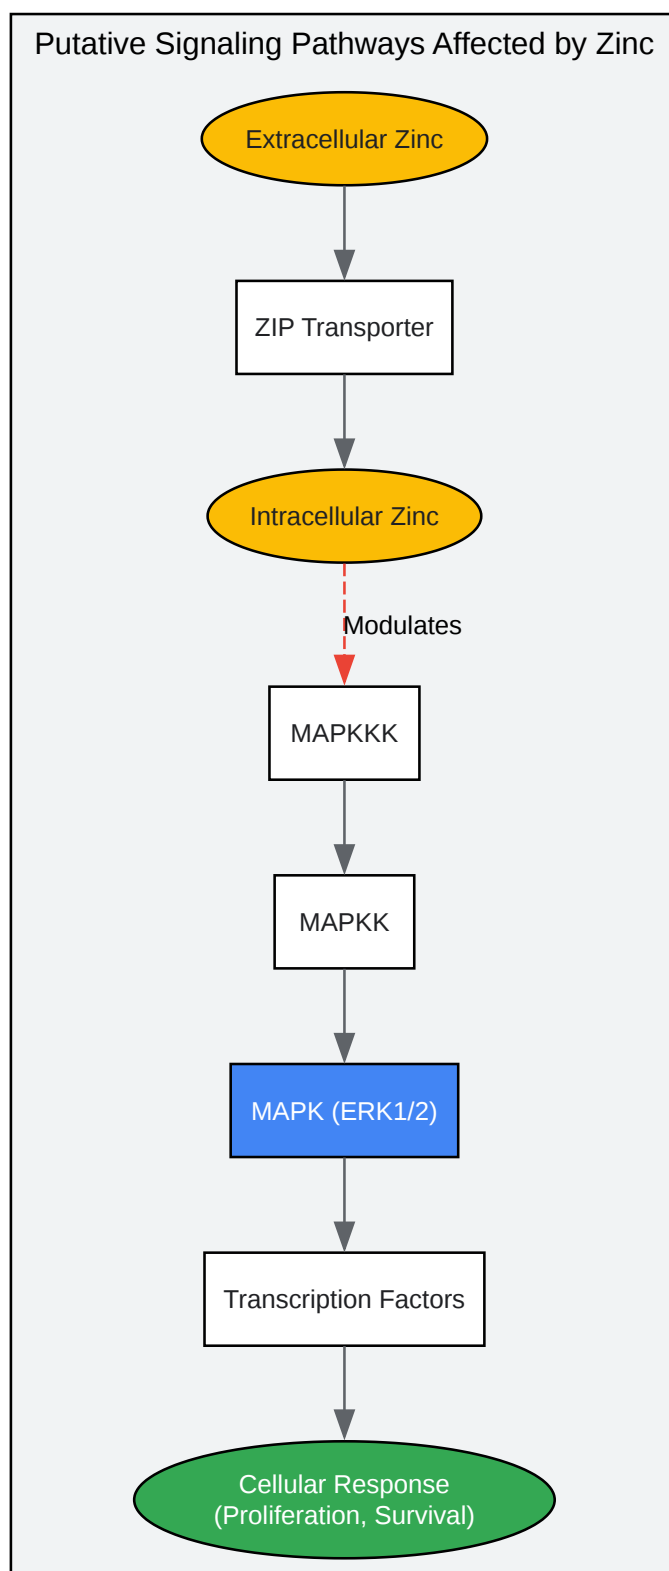 Putative Signaling Pathways Affected by Zinc
Extracellular Zinc
ZIP Transporter
Intracellular Zinc
Modulates
MAPKKK
MAPKK
MAPK (ERK1/2)
Transcription Factors
Cellular Response
(Proliferation, Survival)